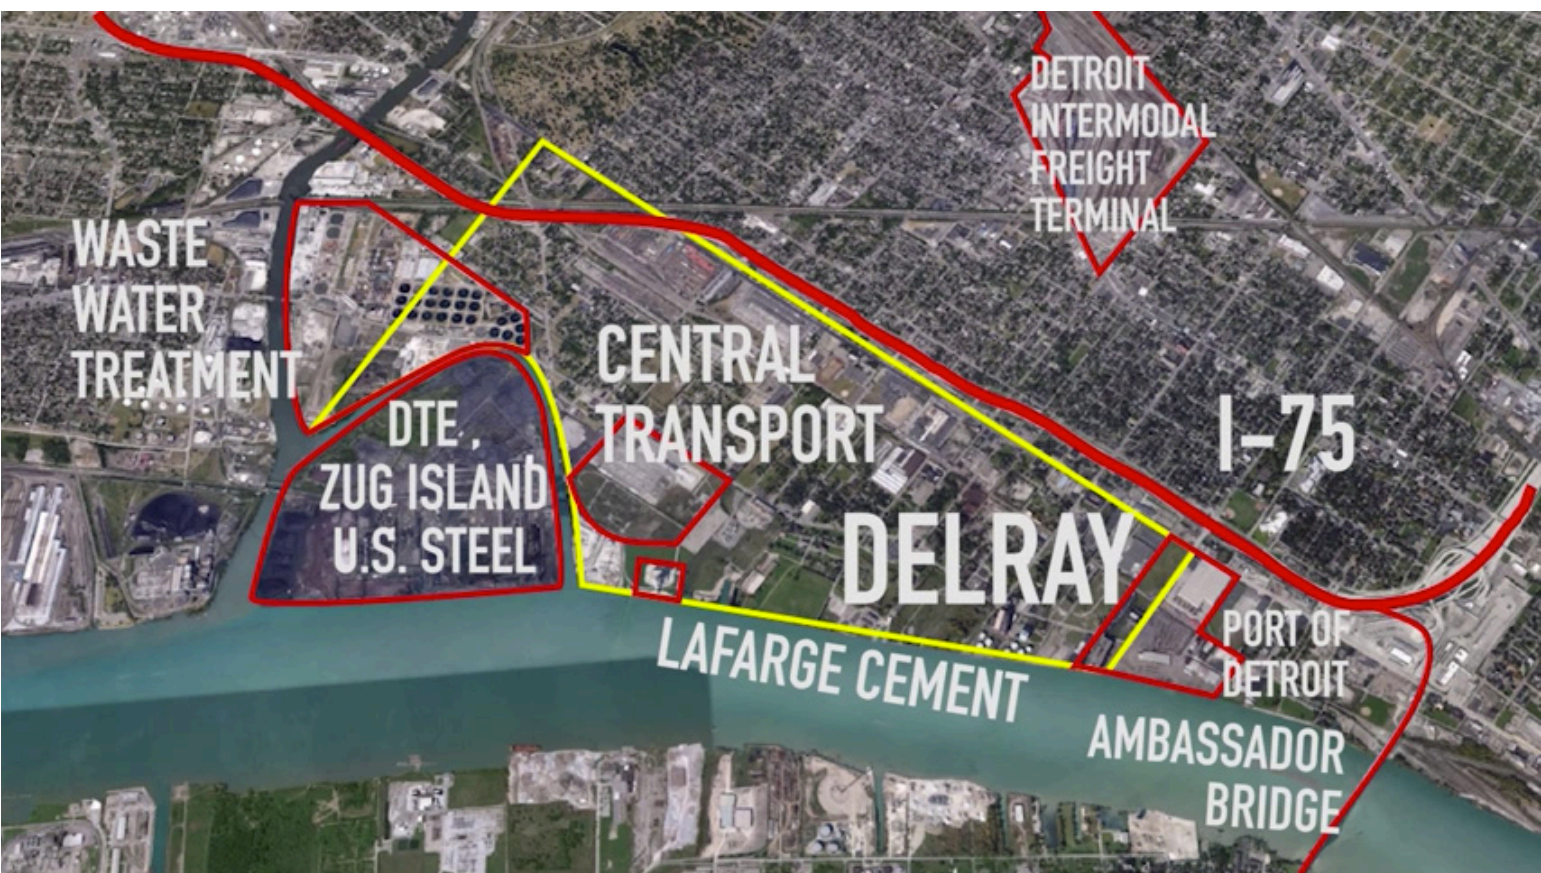 DETROIT
INTERMODAL
FREIGHT
TERMINAL
WASTE
WATER
TREATMENT
CENTRAL
TRANSPORT
I-75
DTE ,
ZUG ISLAND
U.S. STEEL
DELRAY
LAFARGE CEMENT
PORT OF
DETROIT
AMBASSADOR
BRIDGE